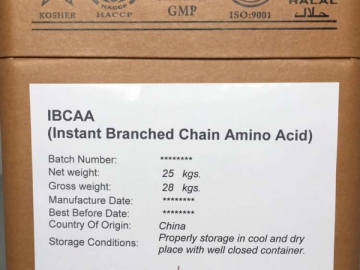 KOSHER
HACCP
HACCP
GMP
ISO:9001
HALAL
حلال
IBCAA
(Instant Branched Chain Amino Acid)
Batch Number: ********
Net weight: 25 kgs.
Gross weight: 28 kgs.
Manufacture Date: ********
Best Before Date: ********
Country Of Origin: China
Storage Conditions: Properly storage in cool and dry
place with well closed container.